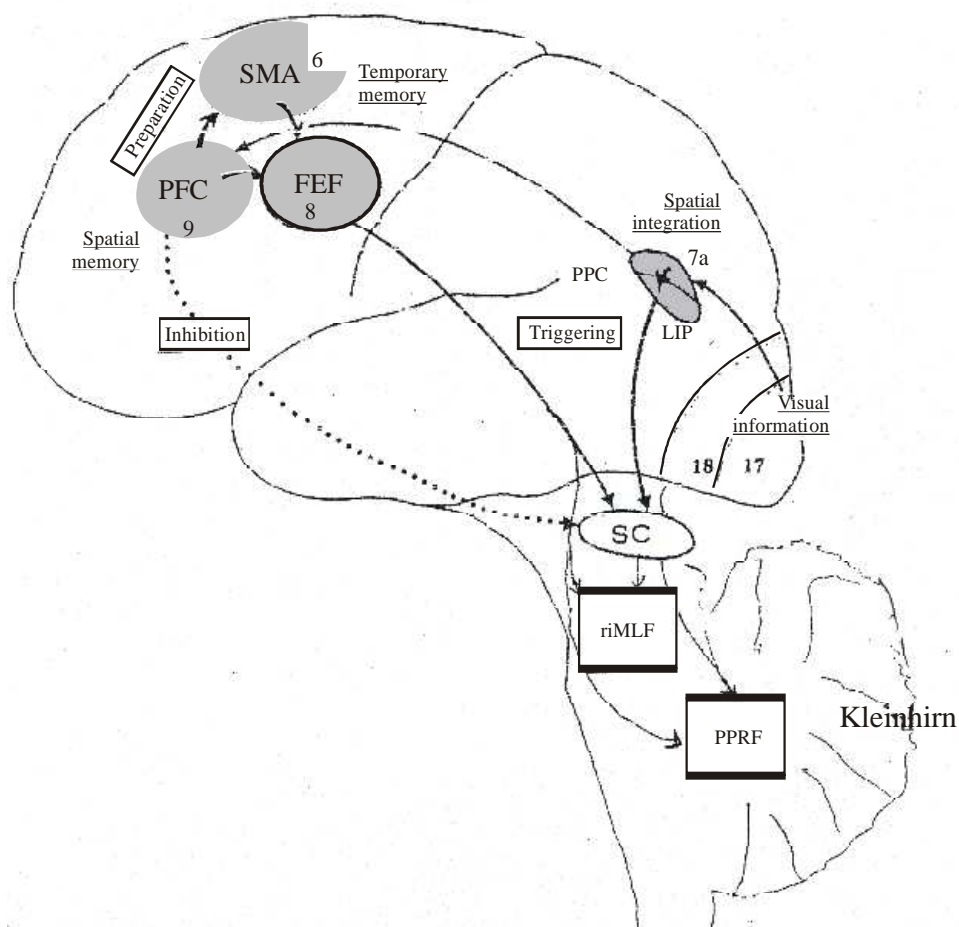 6
SMA
Temporary
memory
Preparation
PFC
9
FEF
8
Spatial
memory
Spatial
integration
7a
PPC
LIP
Inhibition
Triggering
Visual
information
18
17
SC
riMLF
PPRF
Kleinhirn